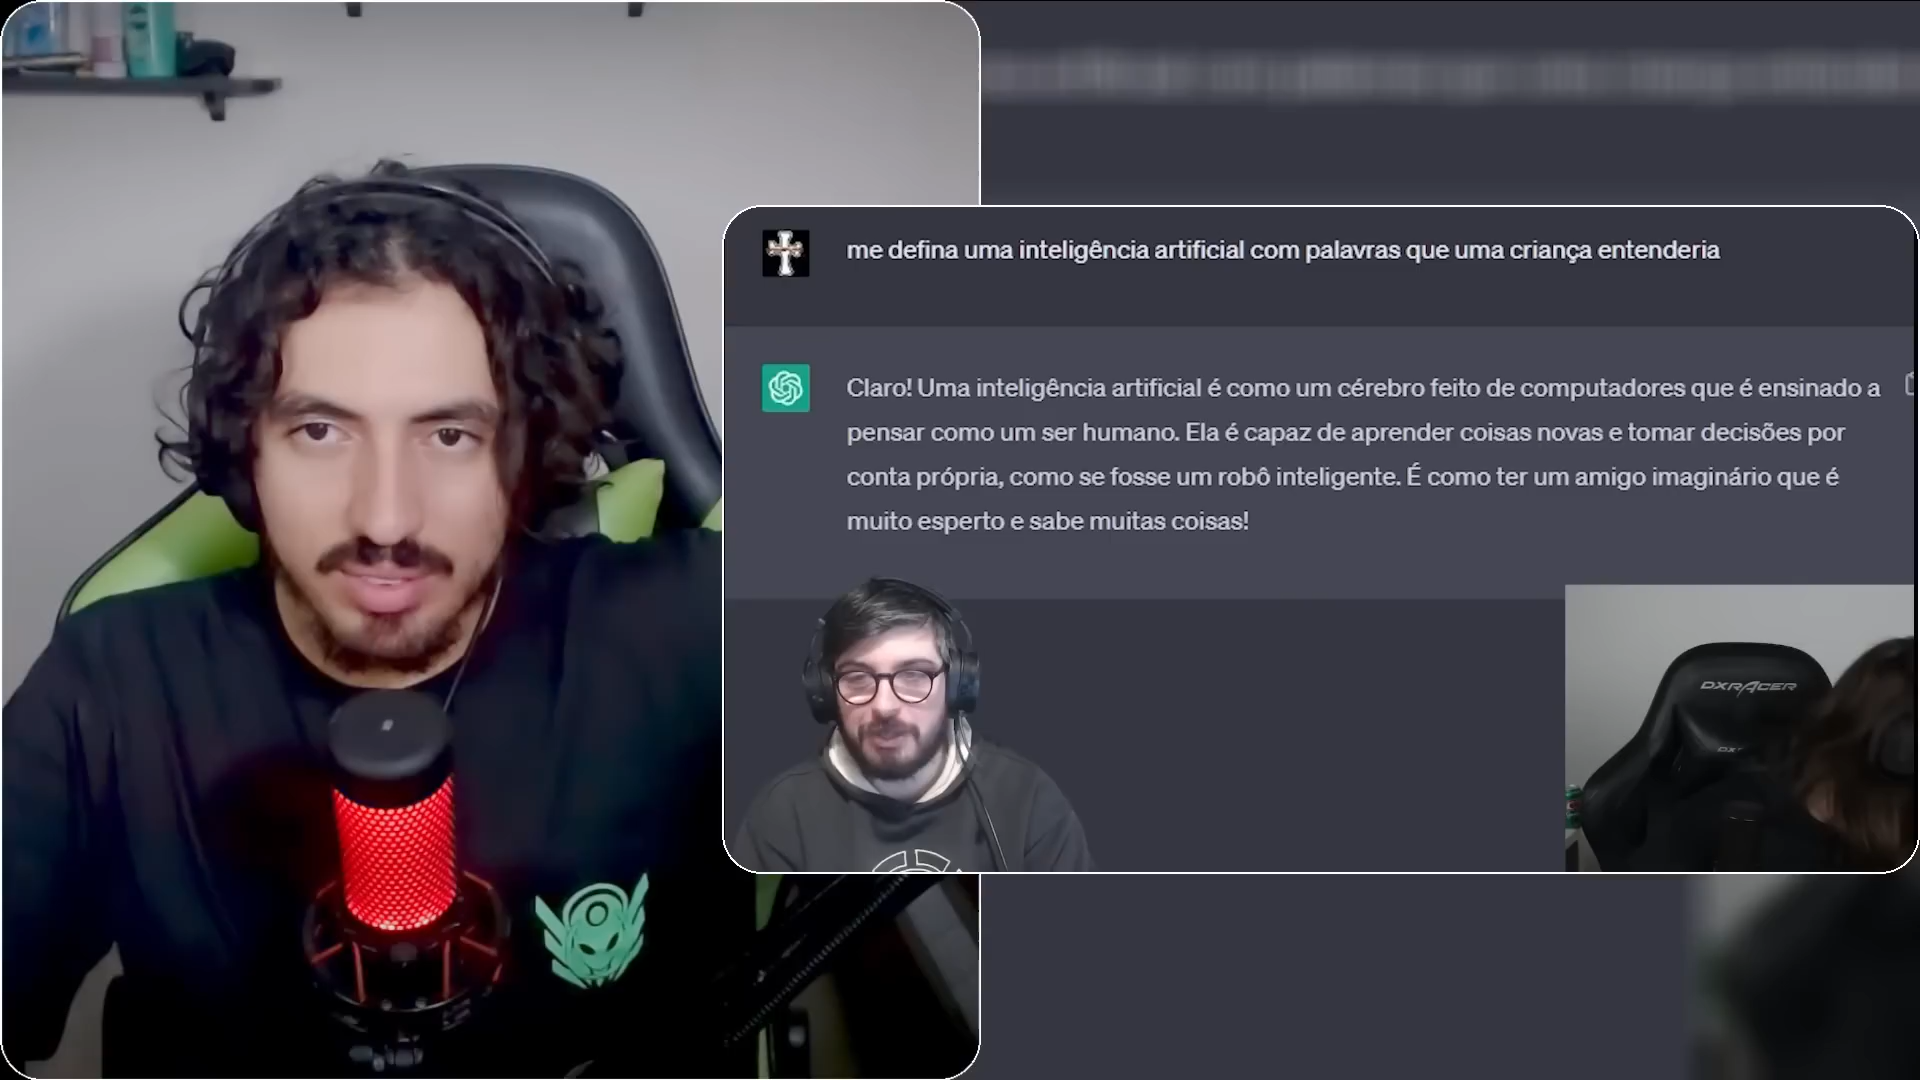 me defina uma inteligência artificial com palavras que uma criança entenderia
Claro! Uma inteligência artificial é como um cérebro feito de computadores que é ensinado a
pensar como um ser humano. Ela é capaz de aprender coisas novas e tomar decisões por
conta própria, como se fosse um robô inteligente. É como ter um amigo imaginário que é
muito esperto e sabe muitas coisas!
DXRACER